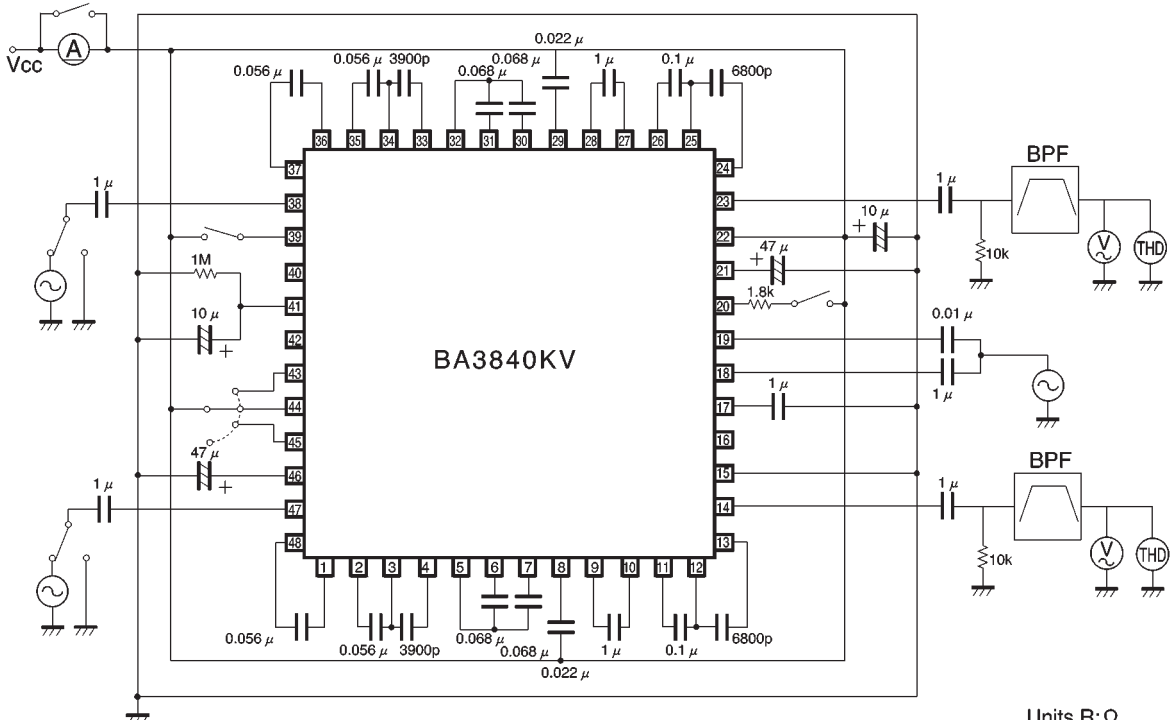 Vcc
A
0.056 μ
0.056 μ
3900p
0.068 μ
0.068 μ
0.022 μ
1 μ
0.1 μ
6800p
36
35
34
33
32
31
30
29
28
27
26
25
37
38
39
40
41
42
43
44
45
46
47
48
24
23
22
21
20
19
18
17
16
15
14
13
1
2
3
4
5
6
7
8
9
10
11
12
BA3840KV
1 μ
1M
10 μ
+
47 μ
+
1 μ
10 μ
+
47 μ
+
1.8k
1 μ
1 μ
10k
BPF
V
THD
0.01 μ
1 μ
1 μ
10k
BPF
V
THD
0.056 μ
0.056 μ
3900p
0.068 μ
0.068 μ
0.022 μ
1 μ
0.1 μ
6800p
Units R: Ω